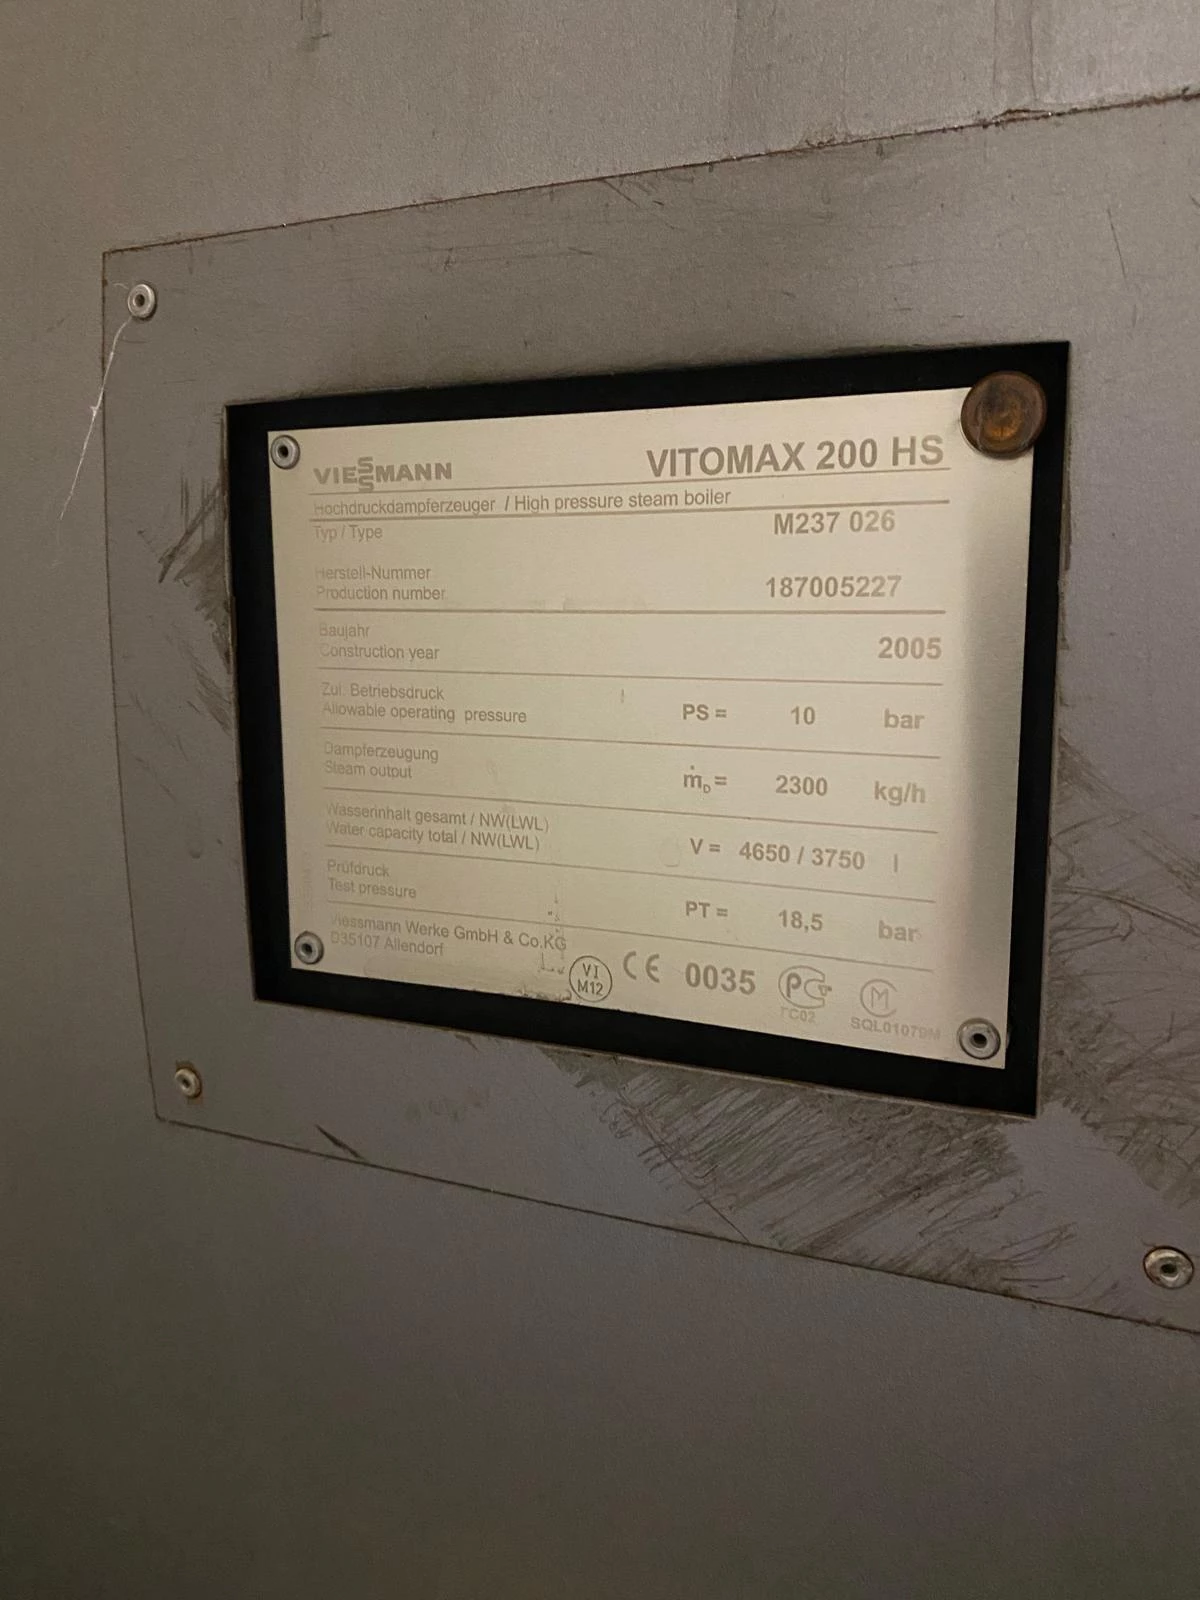 VIESSMANN VITOMAX 200 HS
Hochdruckdampferzeuger / High pressure steam boiler
Typ / Type M237 026
Herstell-Nummer
Production number 187005227
Baujahr
Construction year 2005
Zul. Betriebsdruck
Allowable operating pressure PS = 10 bar
Dampferzeugung
Steam output ṁD = 2300 kg/h
Wasserinhalt gesamt / NW(LWL)
Water capacity total / NW(LWL) V = 4650 / 3750 l
Prüfdruck
Test pressure PT = 18,5 bar
Viessmann Werke GmbH & Co.KG
D35107 Allendorf
VI
M12
CE 0035
PC
M
SQL01079M